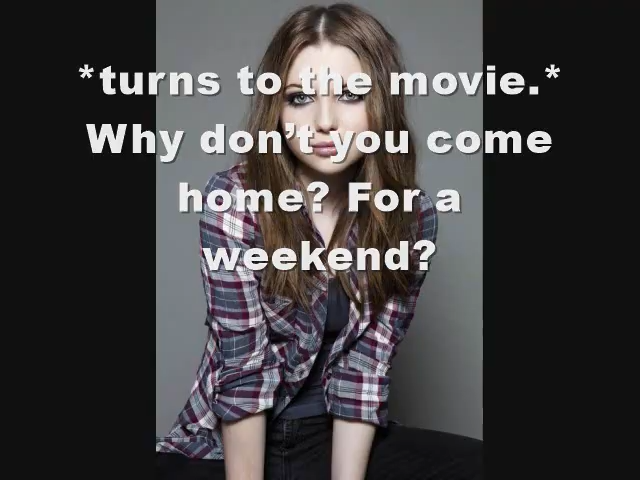 *turns to the movie.*
Why don’t you come
home? For a
weekend?